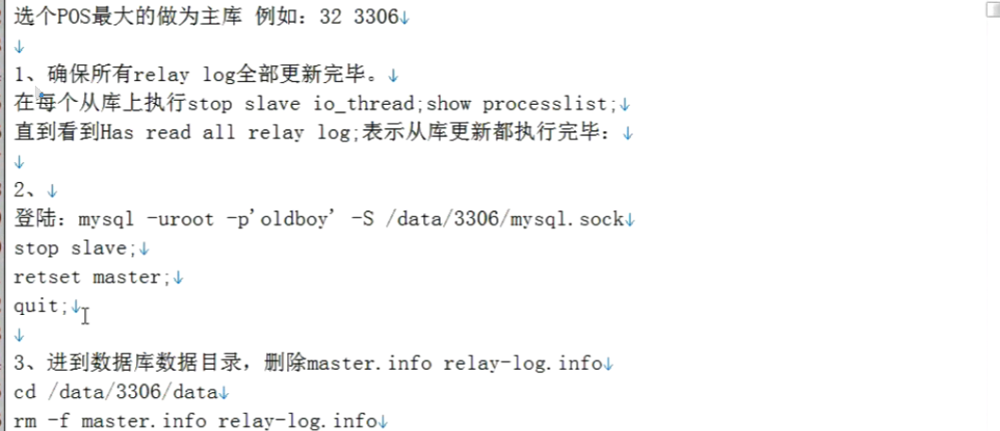 选个POS最大的做为主库 例如：32 3306↓
↓
1、确保所有relay log全部更新完毕。↓
在每个从库上执行stop slave io_thread;show processlist;↓
直到看到Has read all relay log;表示从库更新都执行完毕：↓
↓
2、↓
登陆：mysql -uroot -p'oldboy' -S /data/3306/mysql.sock↓
stop slave;↓
retset master;↓
quit;↓
↓
3、进到数据库数据目录，删除master.info relay-log.info↓
cd /data/3306/data↓
rm -f master.info relay-log.info↓